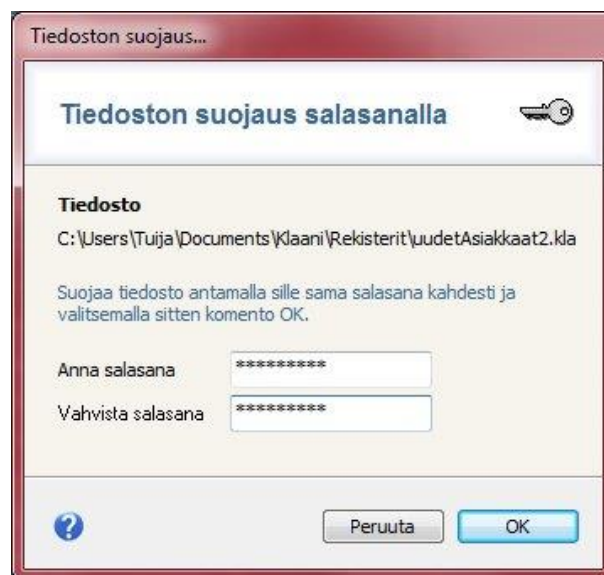 Tiedoston suojaus...
Tiedoston suojaus salasanalla
Tiedosto
C:\Users\Tuija\Documents\Klaani\Rekisterit\uudetAsiakkaat2.kla
Suojaa tiedosto antamalla sille sama salasana kahdesti ja
valitsemalla sitten komento OK.
Anna salasana *********
Vahvista salasana *********
? Peruuta OK